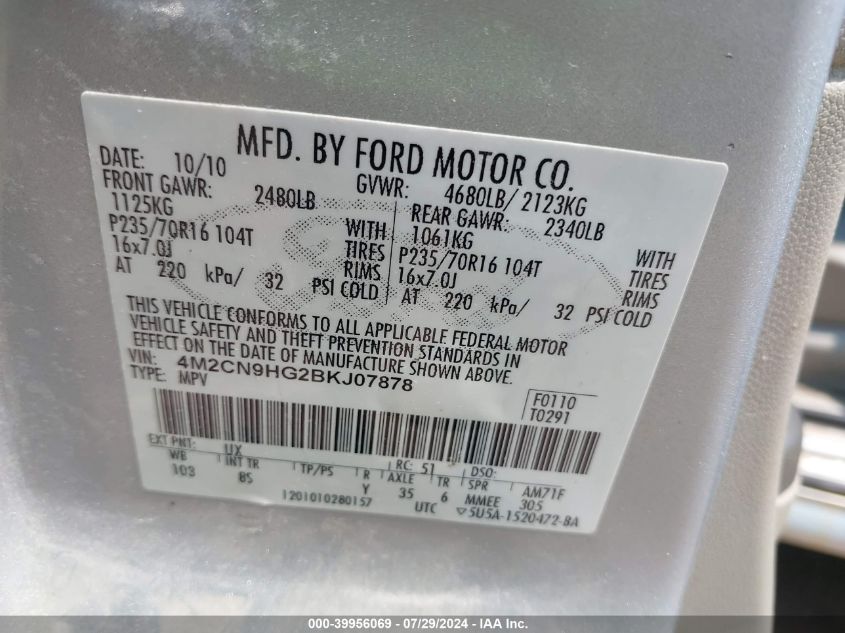 MFD. BY FORD MOTOR CO.
DATE: 10/10 GVWR: 4680LB/ 2123KG
FRONT GAWR: 2480LB REAR GAWR: 2340LB
1125KG WITH 1061KG WITH
P235/70R16 104T TIRES P235/70R16 104T TIRES
16x7.0J RIMS 16x7.0J RIMS
AT 220 kPa/ 32 PSI COLD AT 220 kPa/ 32 PSI COLD
THIS VEHICLE CONFORMS TO ALL APPLICABLE FEDERAL MOTOR
VEHICLE SAFETY AND THEFT PREVENTION STANDARDS IN
EFFECT ON THE DATE OF MANUFACTURE SHOWN ABOVE.
VIN: 4M2CN9HG2BKJ07878
TYPE: MPV
F0110
T0291
EXT PNT: UX RC: 51 DSO:
WB INT TR TP/PS R AXLE TR SPR AM71F
103 8S Y 35 6 MMEE 305
1201010280157 UTC ▽5U5A-1520472-BA
000-39956069 - 07/29/2024 - IAA Inc.